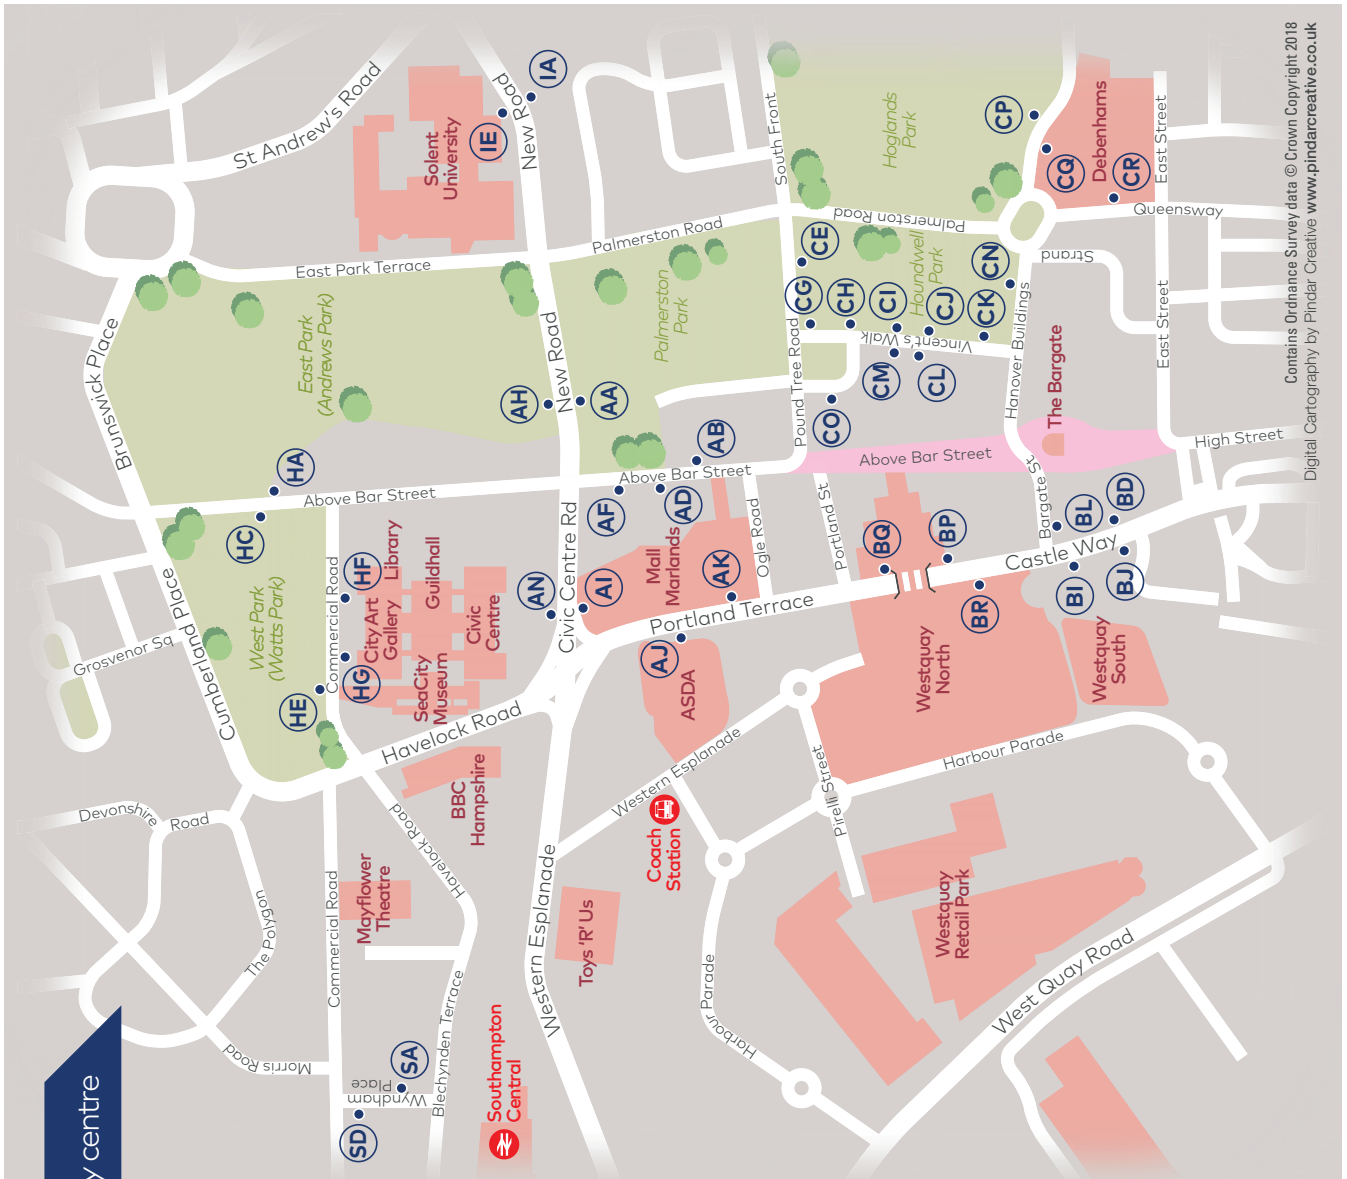 y centre
Brunswick Place
St Andrew's Road
Solent
University
IE
IA
New Road
East Park Terrace
East Park
(Andrews Park)
Palmerston Road
Palmerston
Park
South Front
Hoglands
Park
Palmerston Road
Houndwell
Park
CP
CQ
CR
Debenhams
East Street
Queensway
Strand
East Street
CE
CG
CH
CI
CJ
CK
CN
CM
CL
CO
Vincent's Walk
Hanover Buildings
The Bargate
Pound Tree Road
New Road
AH
AA
AB
AF
AD
HA
HC
Above Bar Street
Above Bar Street
Above Bar Street
High Street
Bargate St
BL
BD
BI
BJ
Castle Way
BP
BQ
BR
Portland St
Ogle Road
Mall
Marlands
AK
AI
AN
Civic Centre Rd
Portland Terrace
AJ
ASDA
Cumberland Place
Grosvenor Sq
West Park
(Watts Park)
Commercial Road
HF
HG
HE
Library
City Art
Gallery
Guildhall
Civic
Centre
SeaCity
Museum
Havelock Road
BBC
Hampshire
Havelock Road
Westquay
North
Westquay
South
Harbour Parade
Pirelli Street
Western Esplanade
Coach
Station
Devonshire
Road
The Polygon
Mayflower
Theatre
Commercial Road
Western Esplanade
Toys 'R' Us
Westquay
Retail Park
Harbour Parade
West Quay Road
Morris Road
Wyndham
Place
SA
SD
Blechynden Terrace
Southampton
Central
Contains Ordnance Survey data © Crown Copyright 2018
Digital Cartography by Pindar Creative www.pindarcreative.co.uk